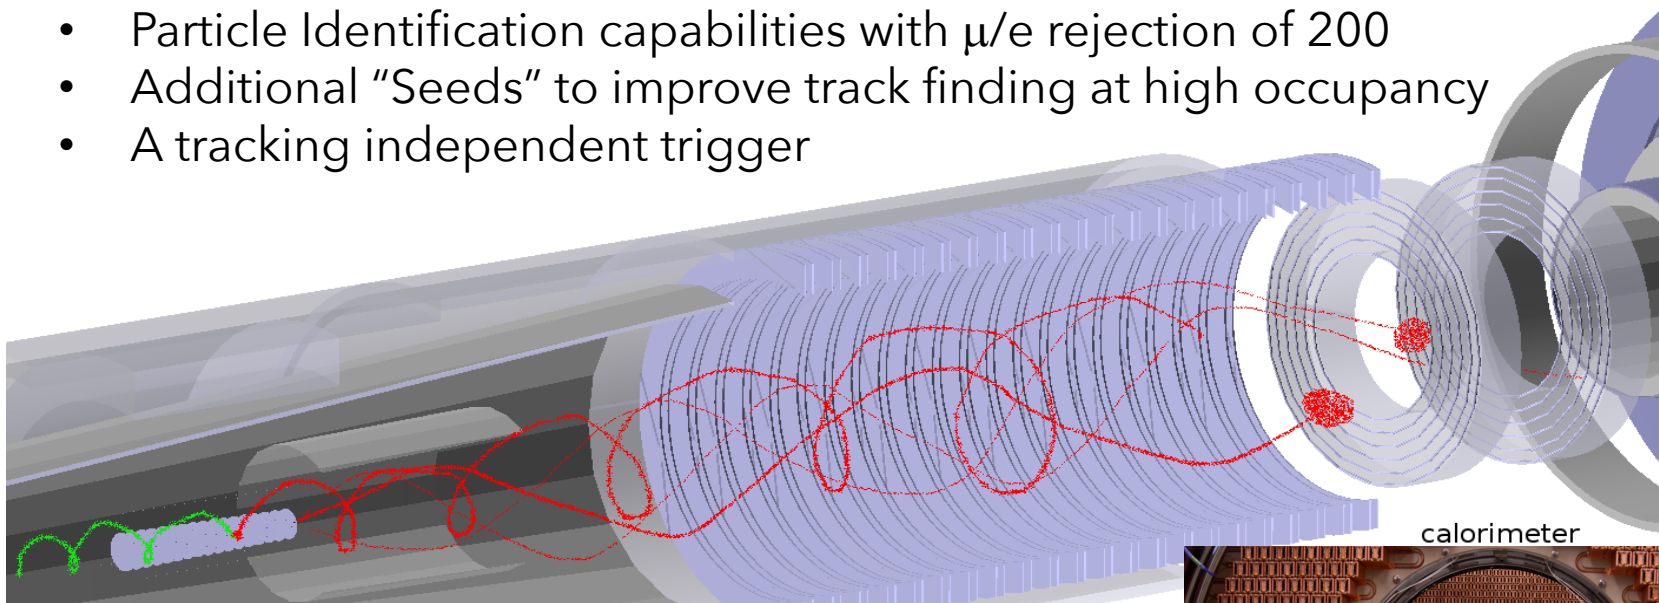 • Particle Identification capabilities with μ/e rejection of 200
• Additional “Seeds” to improve track finding at high occupancy
• A tracking independent trigger
calorimeter